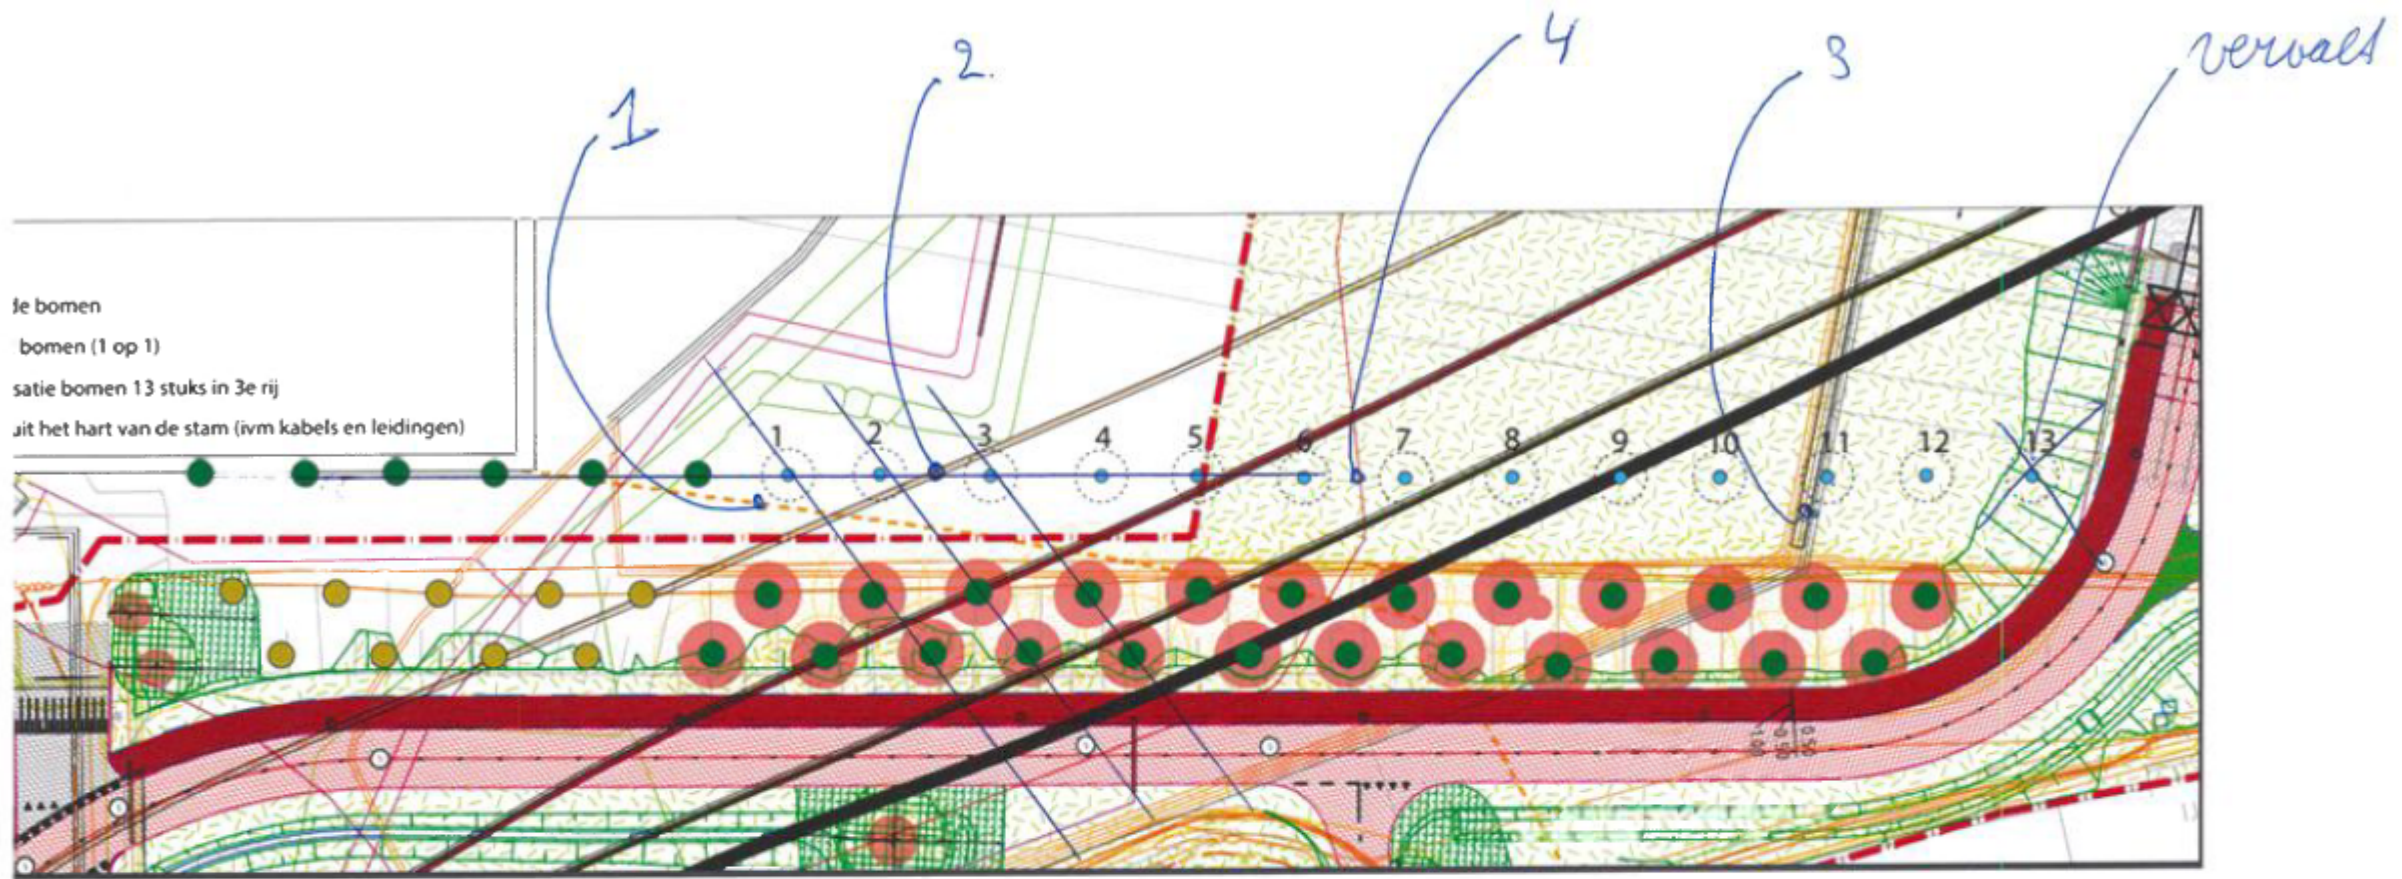 1
2.
4
3
vervalt
de bomen
bomen (1 op 1)
satie bomen 13 stuks in 3e rij
uit het hart van de stam (ivm kabels en leidingen)
1 2 3 4 5 6 7 8 9 10 11 12 13